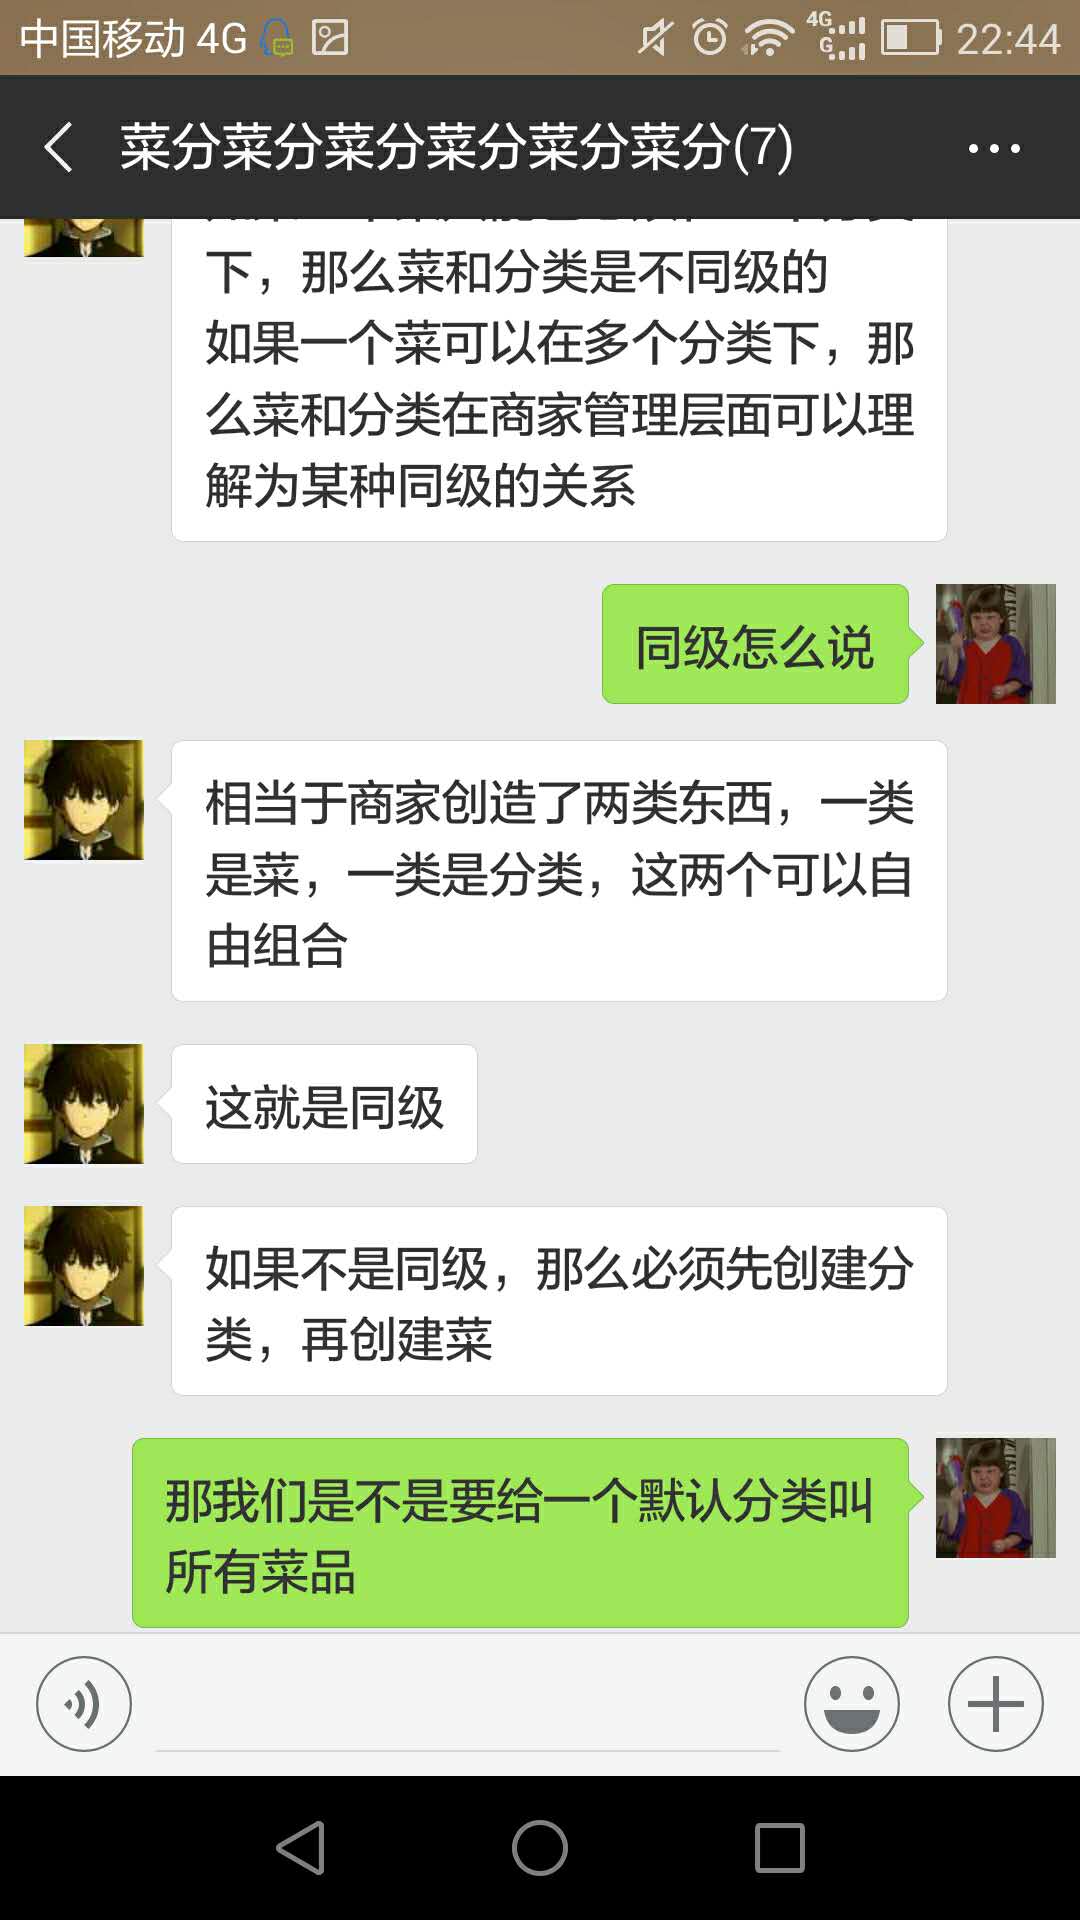 中国移动 4G
4G
G
22:44
菜分菜分菜分菜分菜分菜分(7)
下，那么菜和分类是不同级的
如果一个菜可以在多个分类下，那
么菜和分类在商家管理层面可以理
解为某种同级的关系
同级怎么说
相当于商家创造了两类东西，一类
是菜，一类是分类，这两个可以自
由组合
这就是同级
如果不是同级，那么必须先创建分
类，再创建菜
那我们是不是要给一个默认分类叫
所有菜品